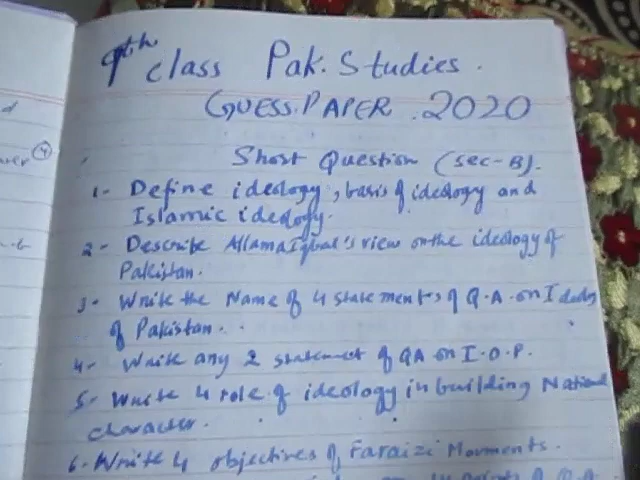 9th class Pak. Studies.
GUESS.PAPER.2020
Short Question (Sec-B).
1- Define ideology, basis of ideology and
Islamic ideology.
2- Describe Allama Iqbal's view on the ideology of
Pakistan.
3- Write the Name of 4 statements of Q.A. on Ideology
of Pakistan..
4- Write any 2 statement of QA on I.O.P.
5- Write 4 role of ideology in building National
character.
6- Write 4 objectives of Faraizi Movments.
points of Q.A